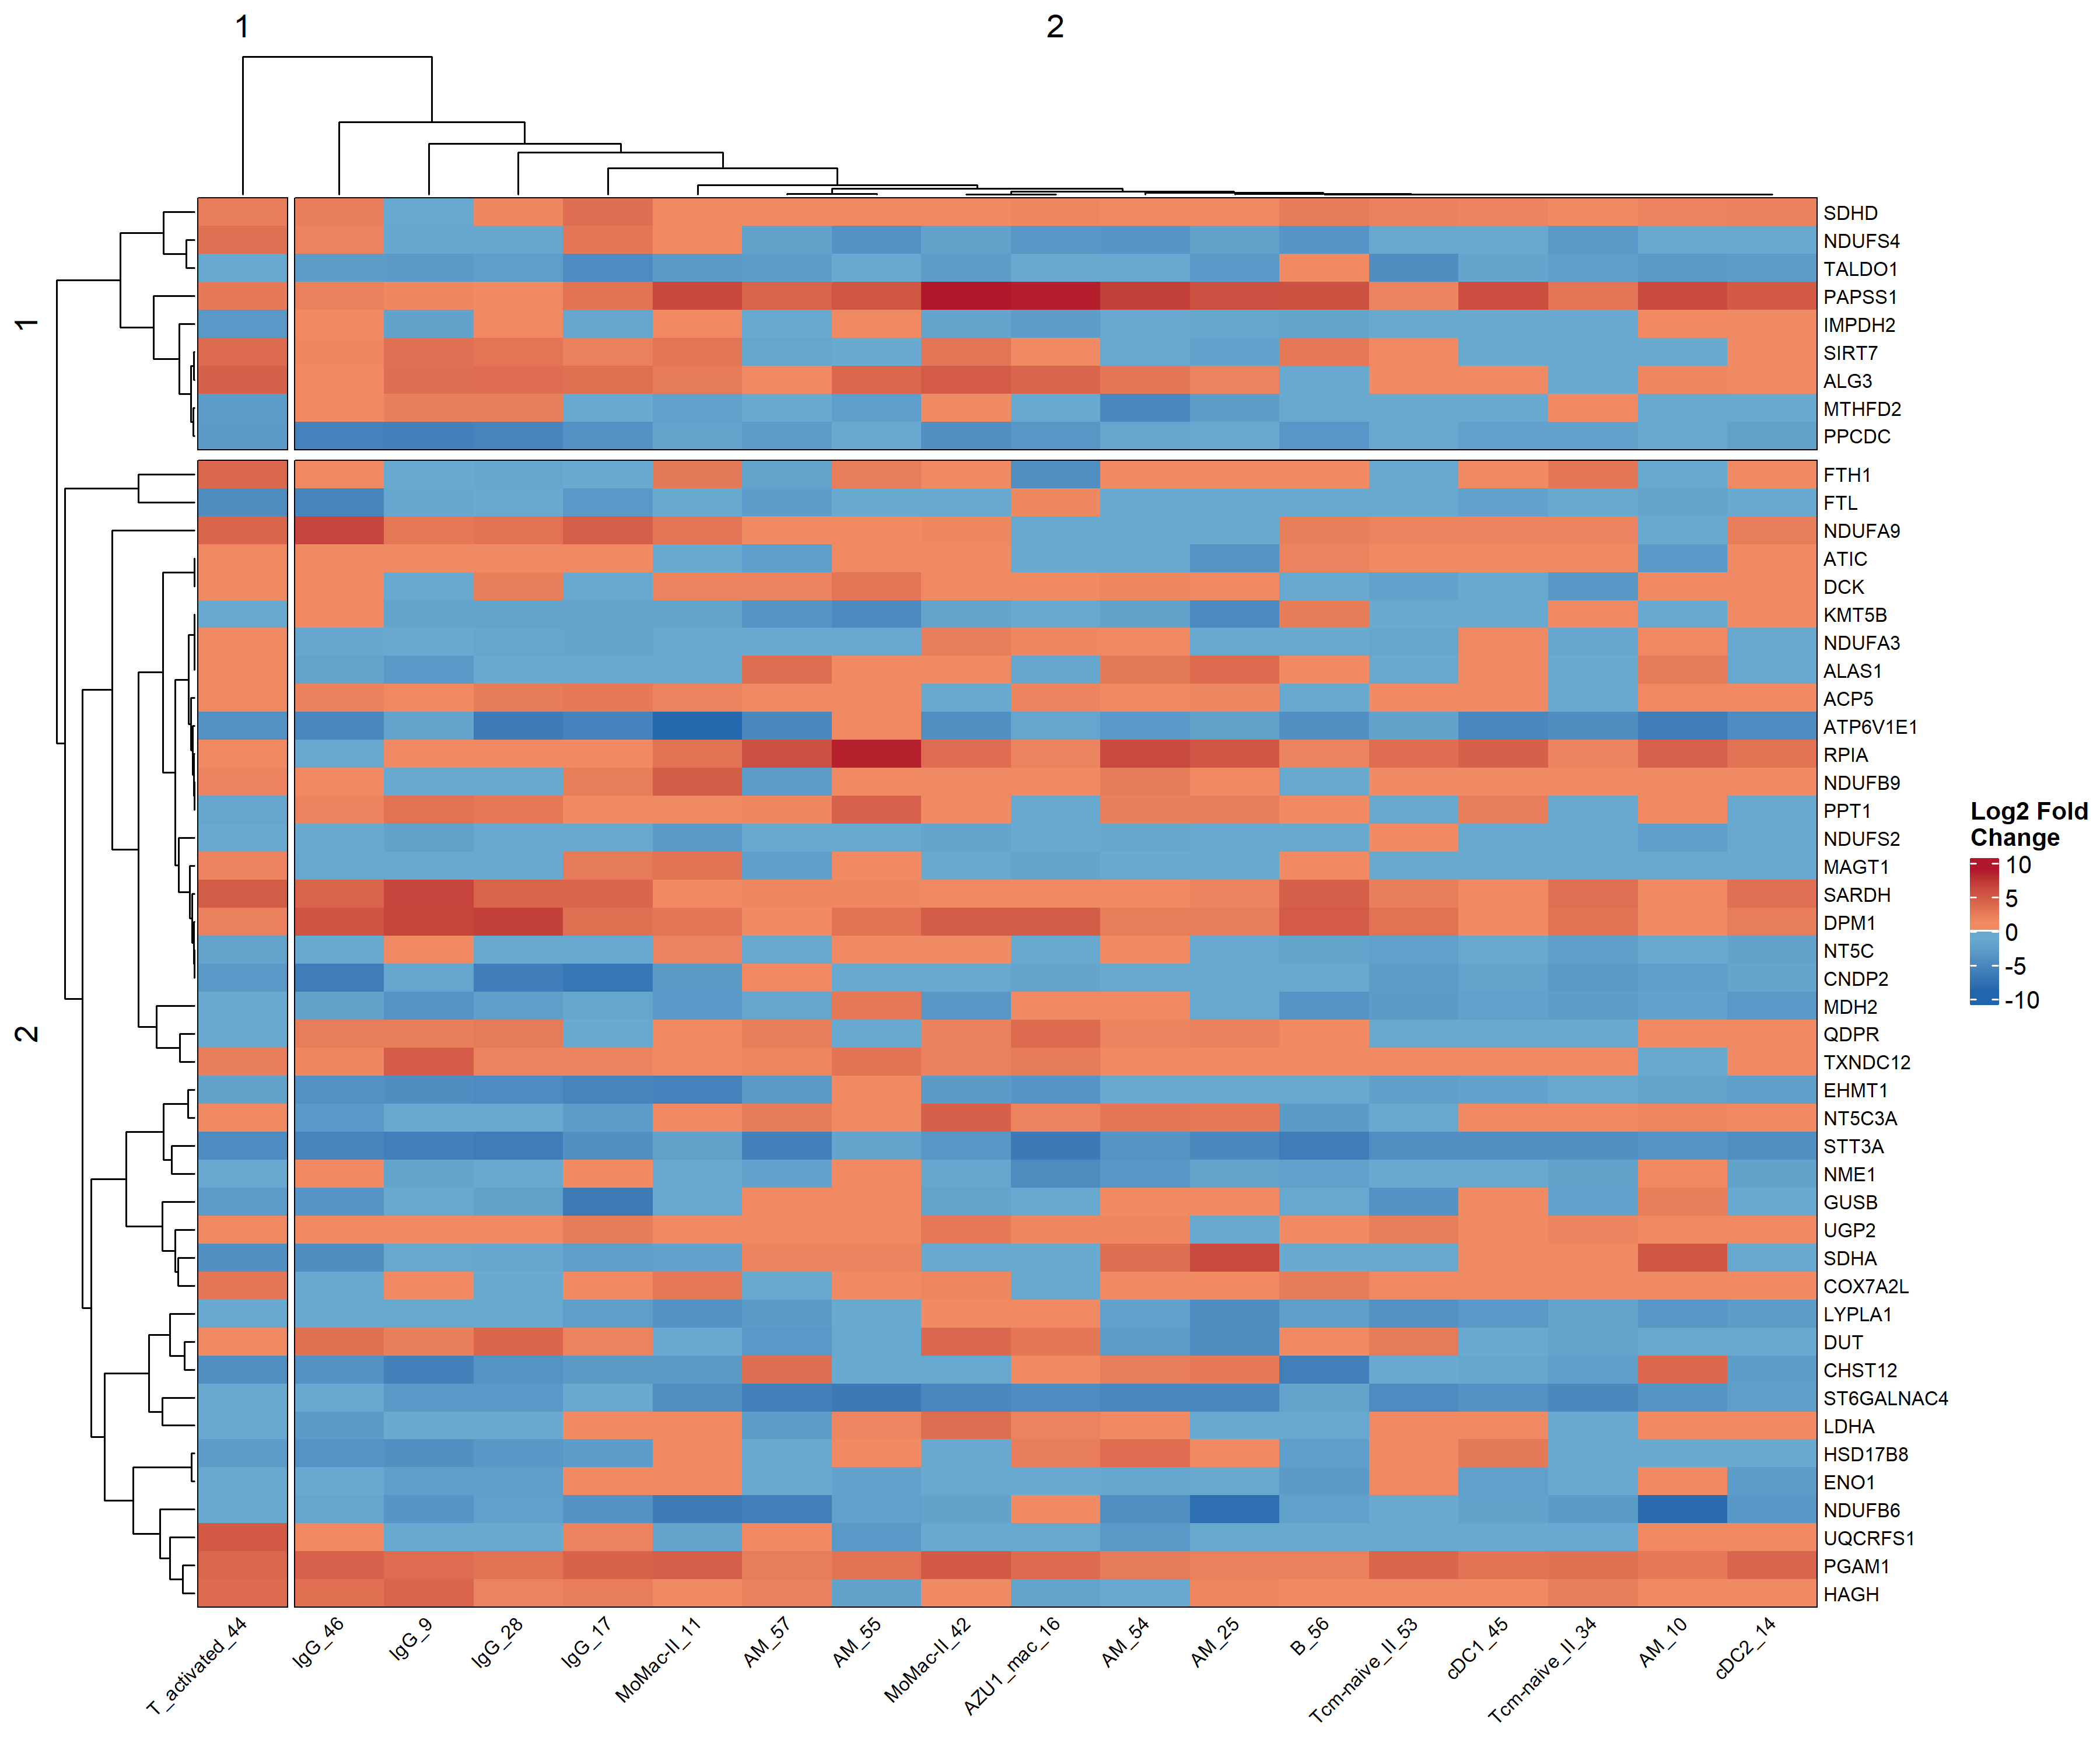 1 2
1
SDHD
NDUFS4
TALDO1
PAPSS1
IMPDH2
SIRT7
ALG3
MTHFD2
PPCDC
2
FTH1
FTL
NDUFA9
ATIC
DCK
KMT5B
NDUFA3
ALAS1
ACP5
ATP6V1E1
RPIA
NDUFB9
PPT1
NDUFS2
MAGT1
SARDH
DPM1
NT5C
CNDP2
MDH2
QDPR
TXNDC12
EHMT1
NT5C3A
STT3A
NME1
GUSB
UGP2
SDHA
COX7A2L
LYPLA1
DUT
CHST12
ST6GALNAC4
LDHA
HSD17B8
ENO1
NDUFB6
UQCRFS1
PGAM1
HAGH
T_activated_44
IgG_46
IgG_9
IgG_28
IgG_17
MoMac-II_11
AM_57
AM_55
MoMac-II_42
AZU1_mac_16
AM_54
AM_25
B_56
Tcm-naive_II_53
cDC1_45
Tcm-naive_II_34
AM_10
cDC2_14
Log2 Fold
Change
10
5
0
-5
-10